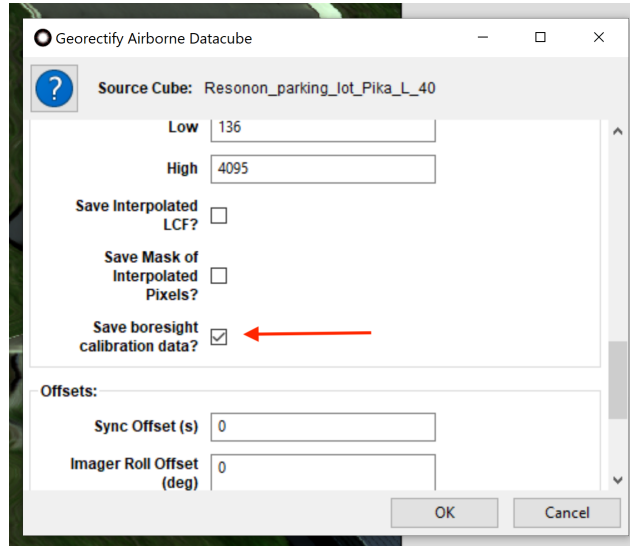 Georectify Airborne Datacube
? Source Cube: Resonon_parking_lot_Pika_L_40
Low 136
High 4095
Save Interpolated
LCF?
Save Mask of
Interpolated
Pixels?
Save boresight
calibration data?
Offsets:
Sync Offset (s) 0
Imager Roll Offset 0
(deg)
OK Cancel